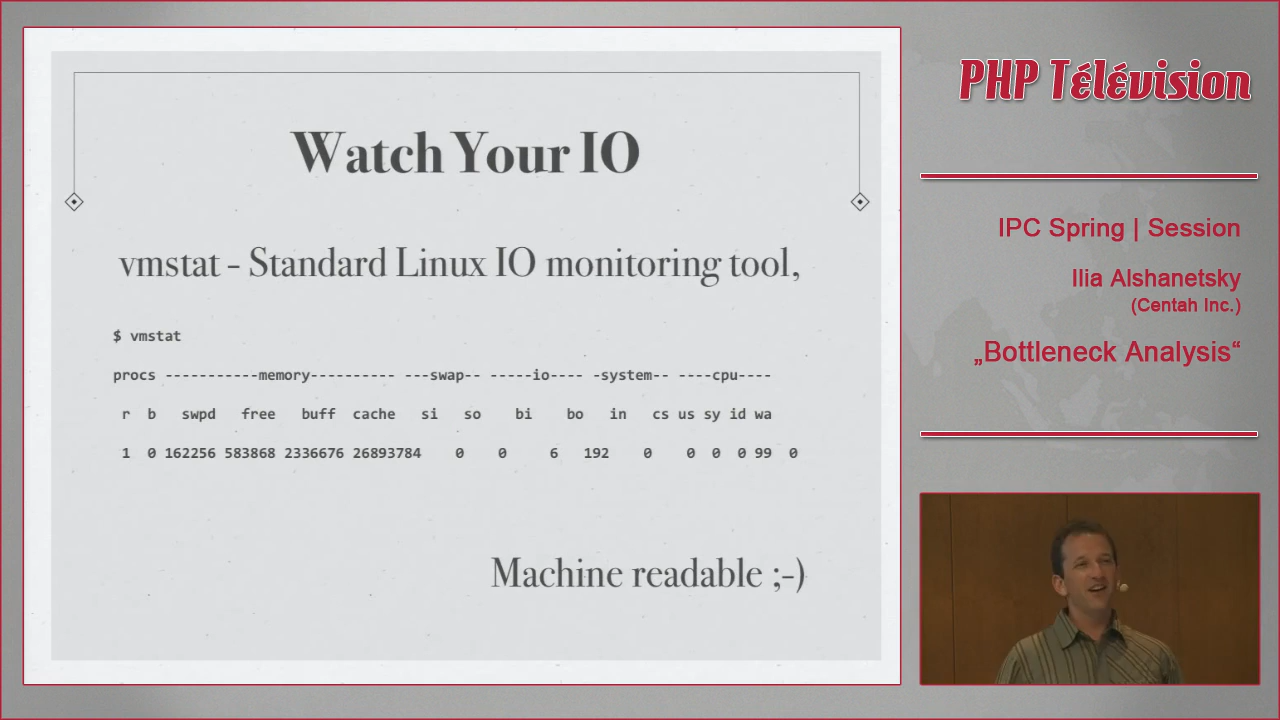 Watch Your IO
vmstat - Standard Linux IO monitoring tool,
$ vmstat
procs -----------memory---------- ---swap-- -----io---- -system-- ----cpu----
r b swpd free buff cache si so bi bo in cs us sy id wa
1 0 162256 583868 2336676 26893784 0 0 6 192 0 0 0 0 99 0
Machine readable ;-)
PHP Télévision
IPC Spring | Session
Ilia Alshanetsky
(Centah Inc.)
„Bottleneck Analysis“